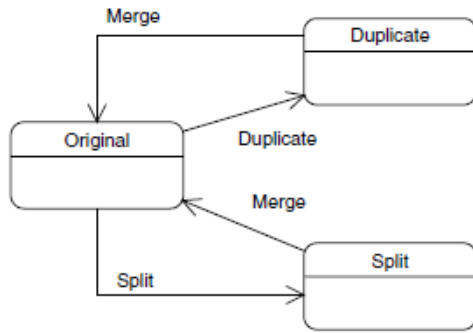 Merge
Duplicate
Original
Duplicate
Merge
Split
Split